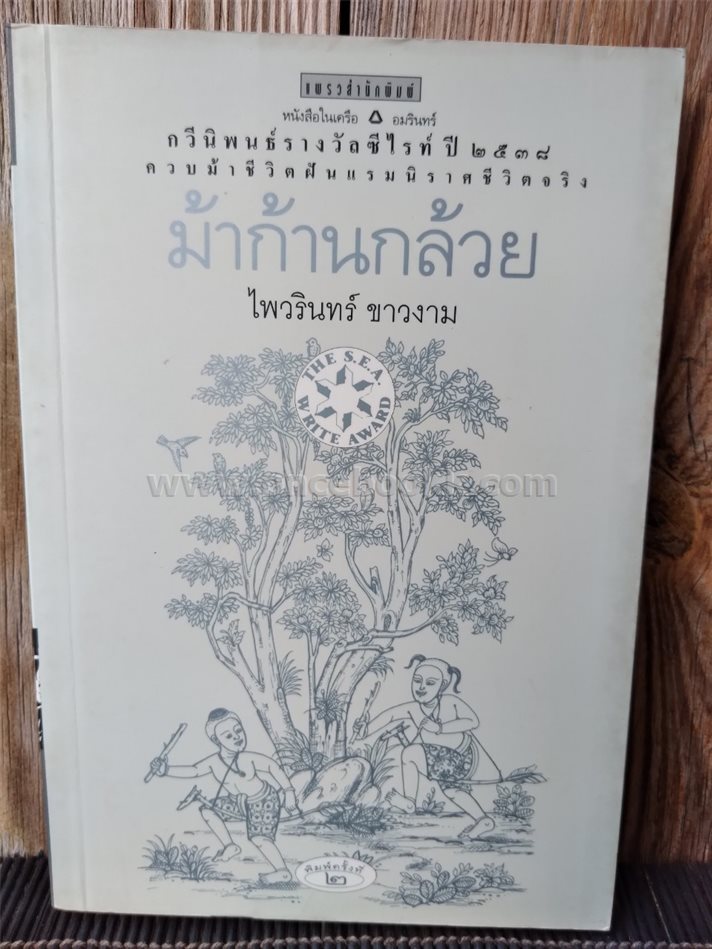 แพรวสำนักพิมพ์
หนังสือในเครือ อมรินทร์
กวีนิพนธ์รางวัลซีไรท์ ปี ๒๕๓๘
ควบม้าชีวิตฝันแรมนิราศชีวิตจริง
ม้าก้านกล้วย
ไพวรินทร์ ขาวงาม
THE S.E.A.
WRITE AWARD
พิมพ์ครั้งที่
๒